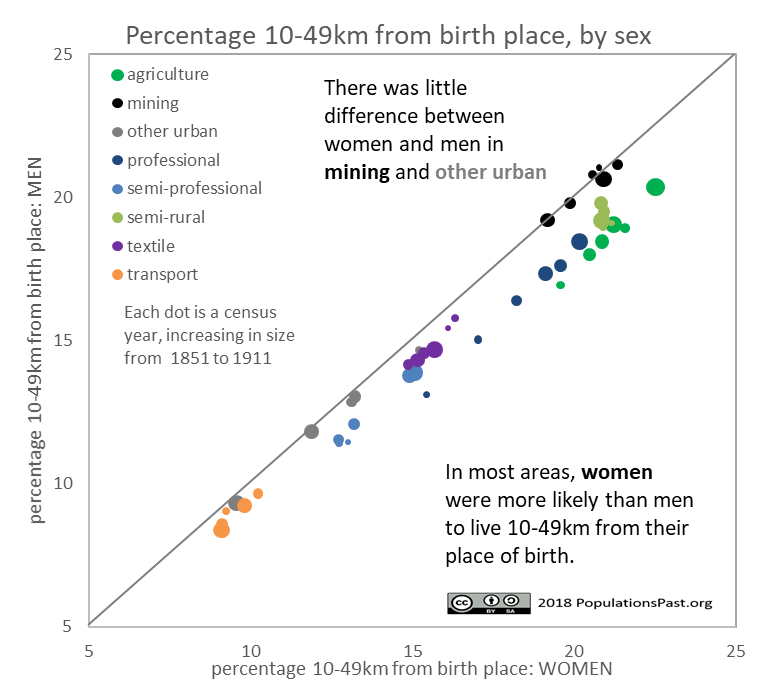 Percentage 10-49km from birth place, by sex
25
20
15
10
5
percentage 10-49km from birth place: MEN
agriculture
mining
other urban
professional
semi-professional
semi-rural
textile
transport
There was little
difference between
women and men in
mining and other urban
Each dot is a census
year, increasing in size
from 1851 to 1911
In most areas, women
were more likely than men
to live 10-49km from their
place of birth.
cc
BY SA
2018 PopulationsPast.org
5 10 15 20 25
percentage 10-49km from birth place: WOMEN